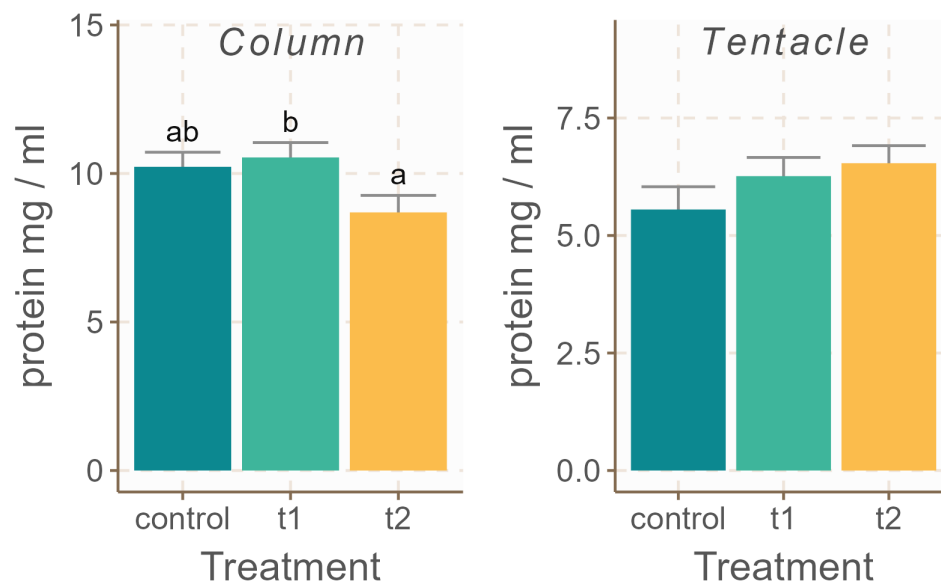 Column
protein mg / ml
15
10
5
0
ab
b
a
control t1 t2
Treatment
Tentacle
protein mg / ml
7.5
5.0
2.5
0.0
control t1 t2
Treatment